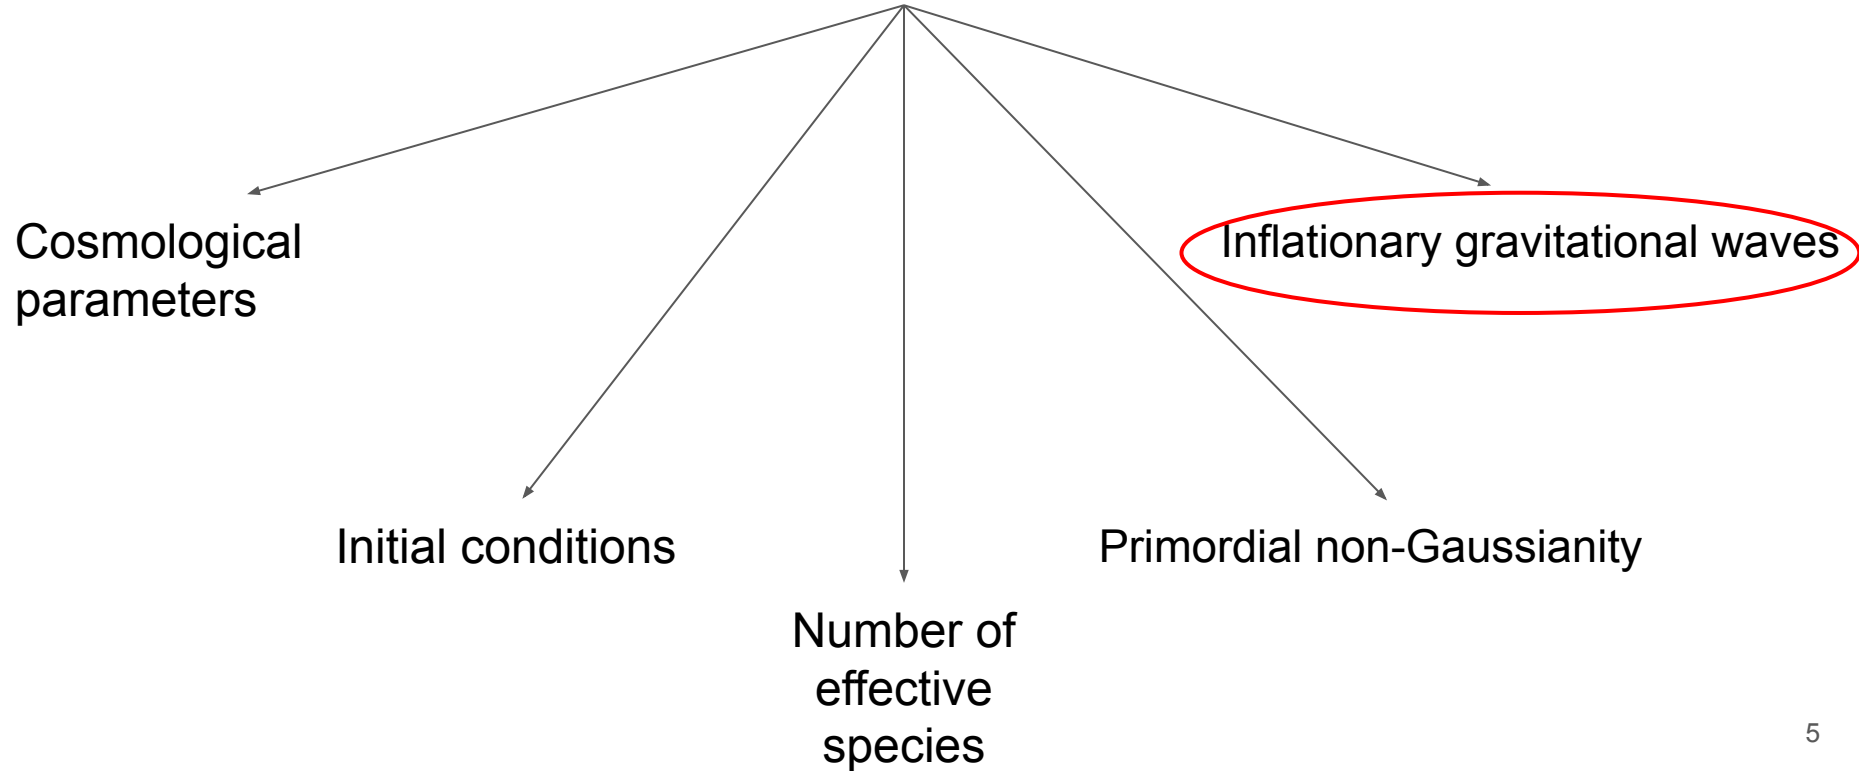 Cosmological
parameters
Inflationary gravitational waves
Initial conditions
Primordial non-Gaussianity
Number of
effective
species
5